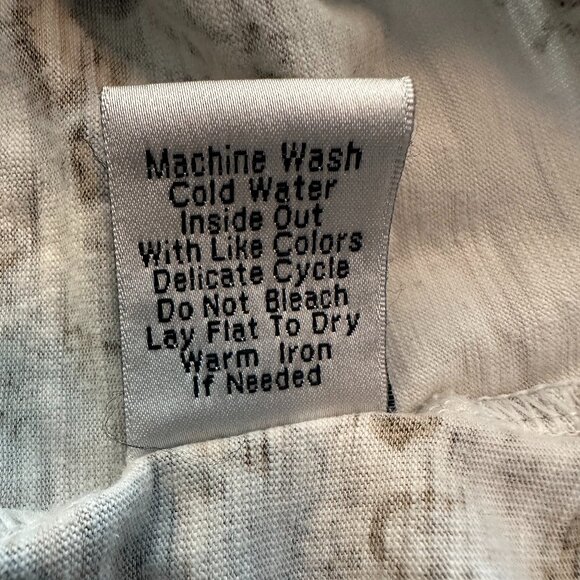 Machine Wash
Cold Water
Inside Out
With Like Colors
Delicate Cycle
Do Not Bleach
Lay Flat To Dry
Warm Iron
If Needed